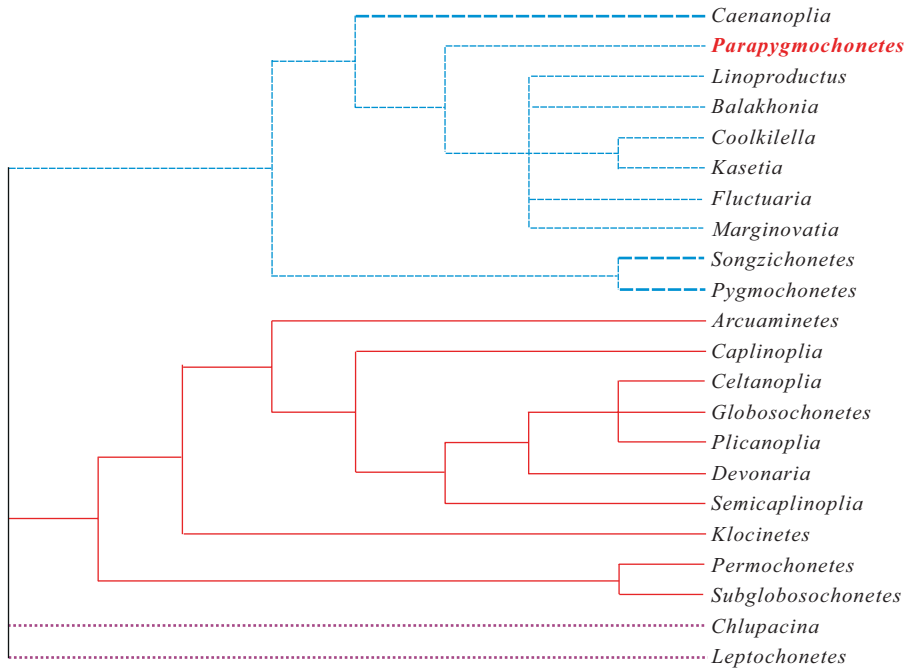 Caenanoplia
Parapygmochonetes
Linoproductus
Balakhonia
Coolkilella
Kasetia
Fluctuaria
Marginovatia
Songzichonetes
Pygmochonetes
Arcuaminetes
Caplinoplia
Celtanoplia
Globosochonetes
Plicanoplia
Devonaria
Semicaplinoplia
Klocinetes
Permochonetes
Subglobosochonetes
Chlupacina
Leptochonetes